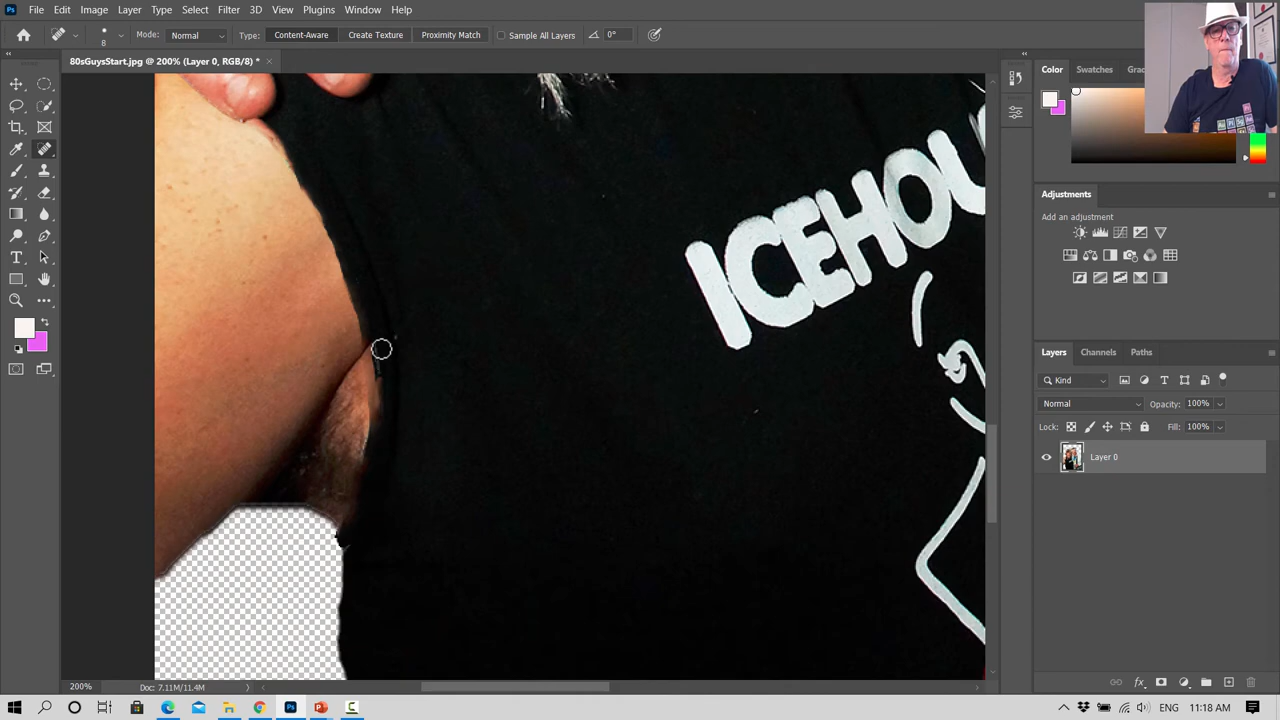 Ps File Edit Image Layer Type Select Filter 3D View Plugins Window Help
8 Mode: Normal Type: Content-Aware Create Texture Proximity Match Sample All Layers 0°
80sGuysStart.jpg @ 200% (Layer 0, RGB/8) * ×
Color Swatches Grad
Adjustments
Add an adjustment
ICEHOU
Layers Channels Paths
Kind
Normal Opacity: 100%
Lock: Fill: 100%
Layer 0
200% Doc: 7.11M/11.4M
11:18 AM